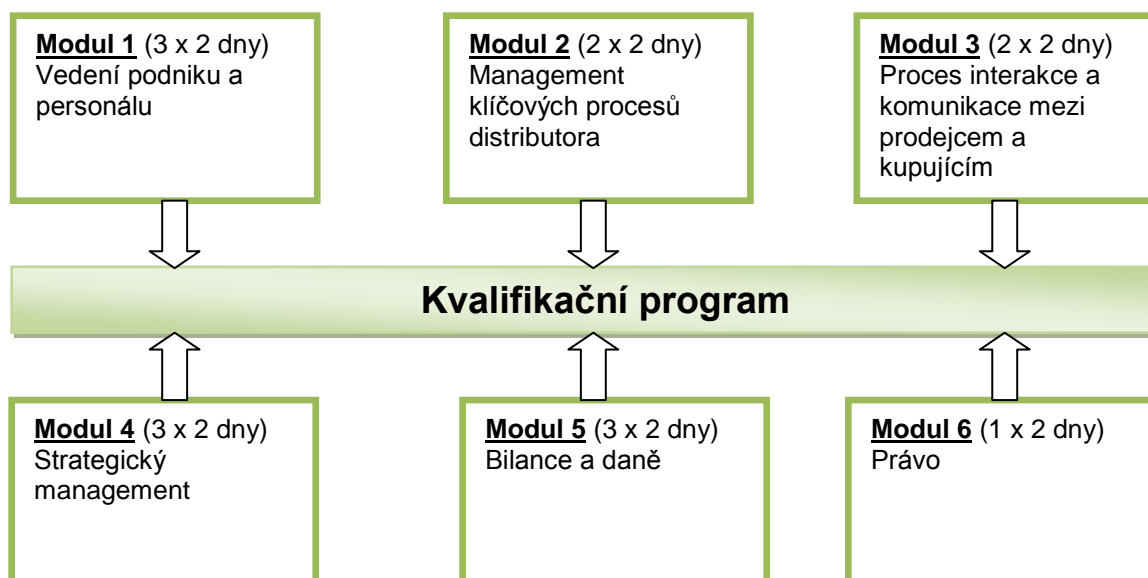 Modul 1 (3 x 2 dny)
Vedení podniku a
personálu
Modul 2 (2 x 2 dny)
Management
klíčových procesů
distributora
Modul 3 (2 x 2 dny)
Proces interakce a
komunikace mezi
prodejcem a
kupujícím
Kvalifikační program
Modul 4 (3 x 2 dny)
Strategický
management
Modul 5 (3 x 2 dny)
Bilance a daně
Modul 6 (1 x 2 dny)
Právo